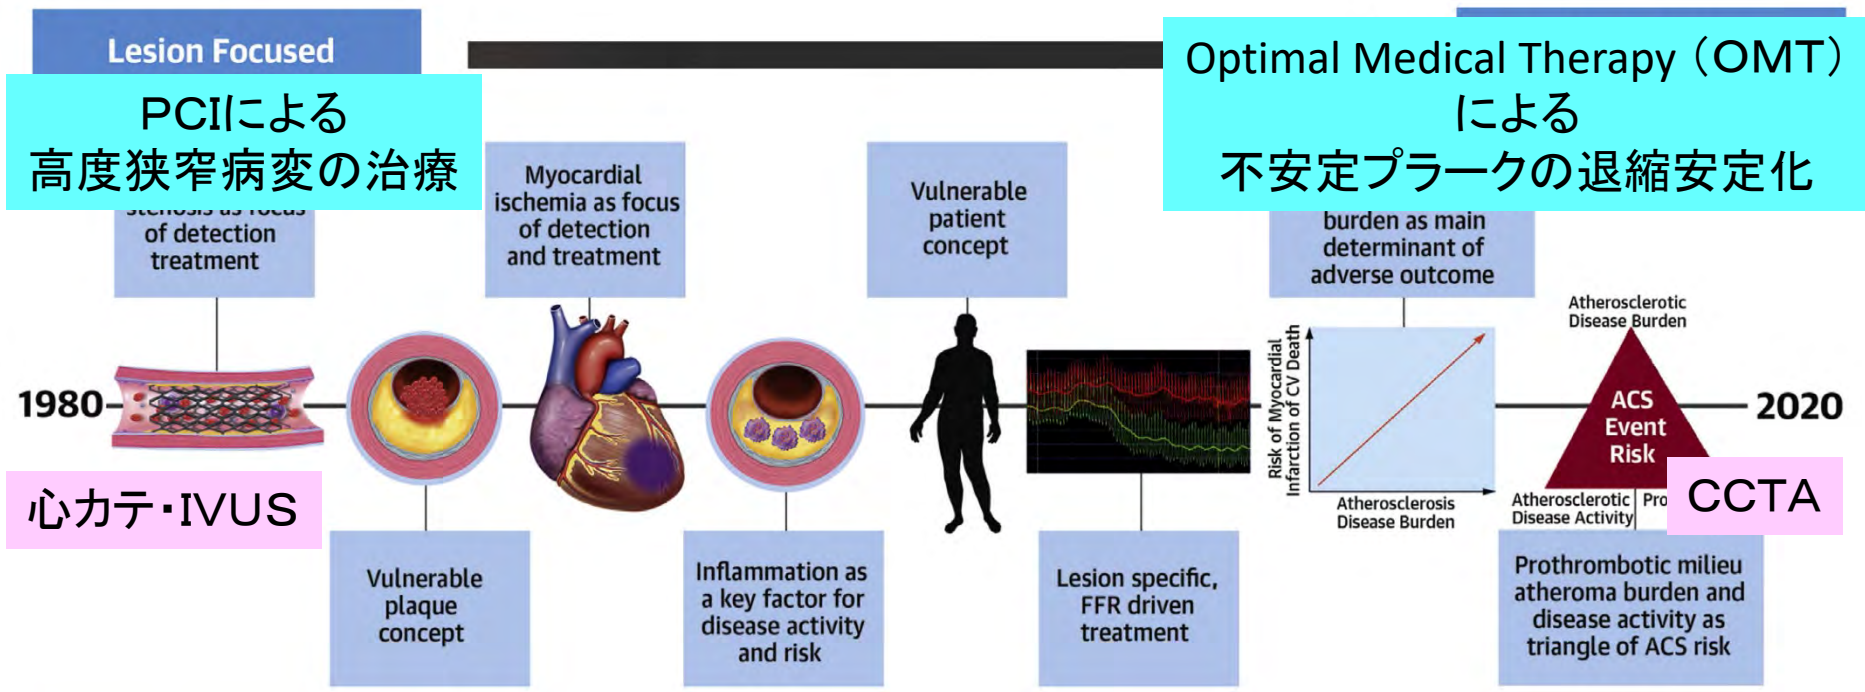 Lesion Focused
PCIによる
高度狭窄病変の治療
stenosis as focus
of detection
treatment
Myocardial
ischemia as focus
of detection
and treatment
Vulnerable
patient
concept
Optimal Medical Therapy（OMT）
による
不安定プラークの退縮安定化
burden as main
determinant of
adverse outcome
1980
心カテ・IVUS
Vulnerable
plaque
concept
Inflammation as
a key factor for
disease activity
and risk
Lesion specific,
FFR driven
treatment
Risk of Myocardial
Infarction of CV Death
Atherosclerosis
Disease Burden
Atherosclerotic
Disease Burden
ACS
Event
Risk
Atherosclerotic
Disease Activity
Pro
CCTA
2020
Prothrombotic milieu
atheroma burden and
disease activity as
triangle of ACS risk